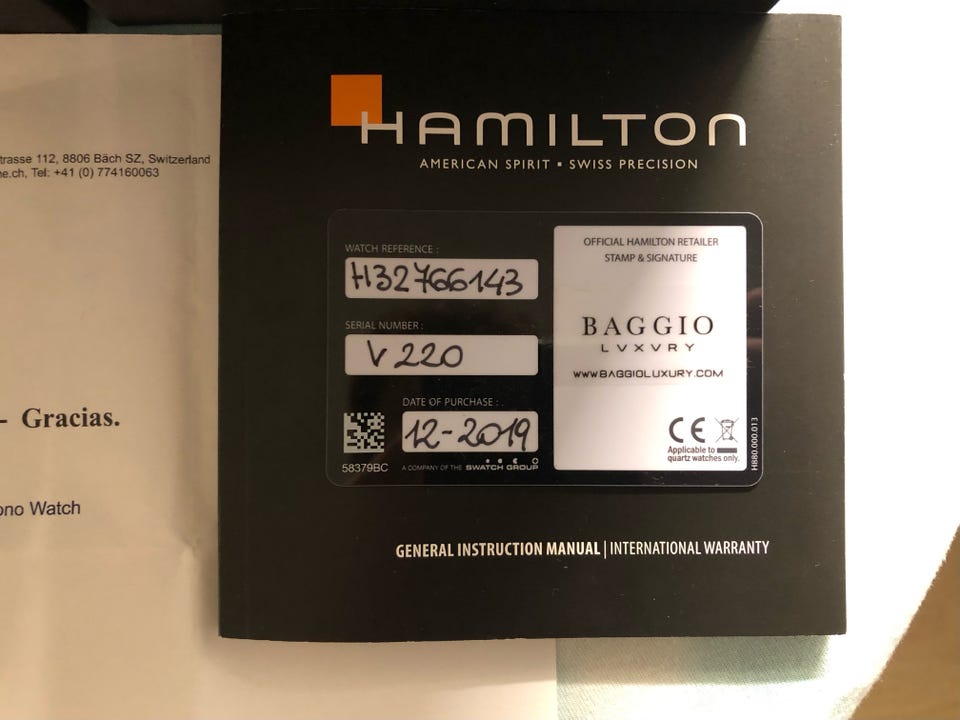 trasse 112, 8806 Bäch SZ, Switzerland
ne.ch, Tel: +41 (0) 774160063
- Gracias.
ono Watch
HAMILTON
AMERICAN SPIRIT ▪ SWISS PRECISION
WATCH REFERENCE :
H32766143
SERIAL NUMBER :
V 220
DATE OF PURCHASE :
12-2019
58379BC
A COMPANY OF THE SWATCH GROUP
OFFICIAL HAMILTON RETAILER
STAMP & SIGNATURE
BAGGIO
LVXVRY
WWW.BAGGIOLUXURY.COM
CE
Applicable to
quartz watches only.
H880.000.013
GENERAL INSTRUCTION MANUAL | INTERNATIONAL WARRANTY